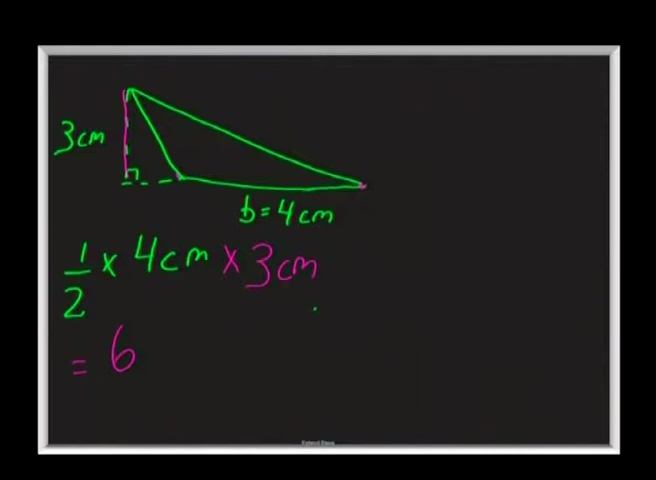 3cm
b=4cm
1/2 × 4cm × 3cm
= 6